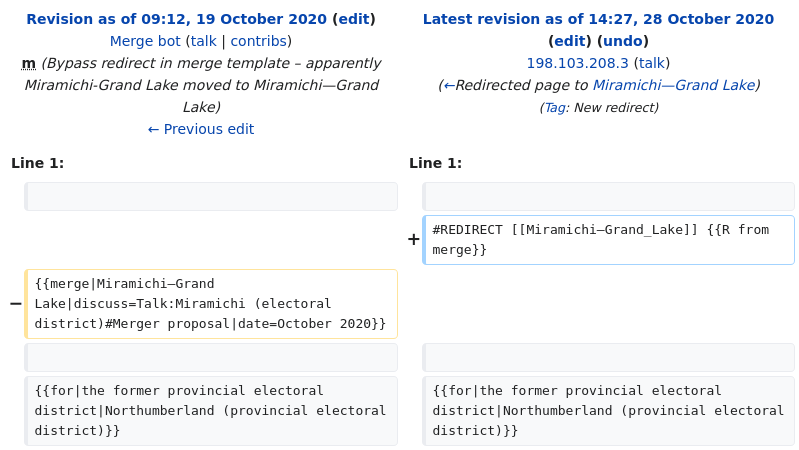 Revision as of 09:12, 19 October 2020 (edit)
Merge bot (talk | contribs)
m (Bypass redirect in merge template – apparently
Miramichi-Grand Lake moved to Miramichi—Grand
Lake)
← Previous edit
Latest revision as of 14:27, 28 October 2020
(edit) (undo)
198.103.208.3 (talk)
(←Redirected page to Miramichi—Grand Lake)
(Tag: New redirect)
Line 1:
Line 1:
+
#REDIRECT [[Miramichi—Grand_Lake]] {{R from
merge}}
−
{{merge|Miramichi—Grand
Lake|discuss=Talk:Miramichi (electoral
district)#Merger proposal|date=October 2020}}
{{for|the former provincial electoral
district|Northumberland (provincial electoral
district)}}
{{for|the former provincial electoral
district|Northumberland (provincial electoral
district)}}